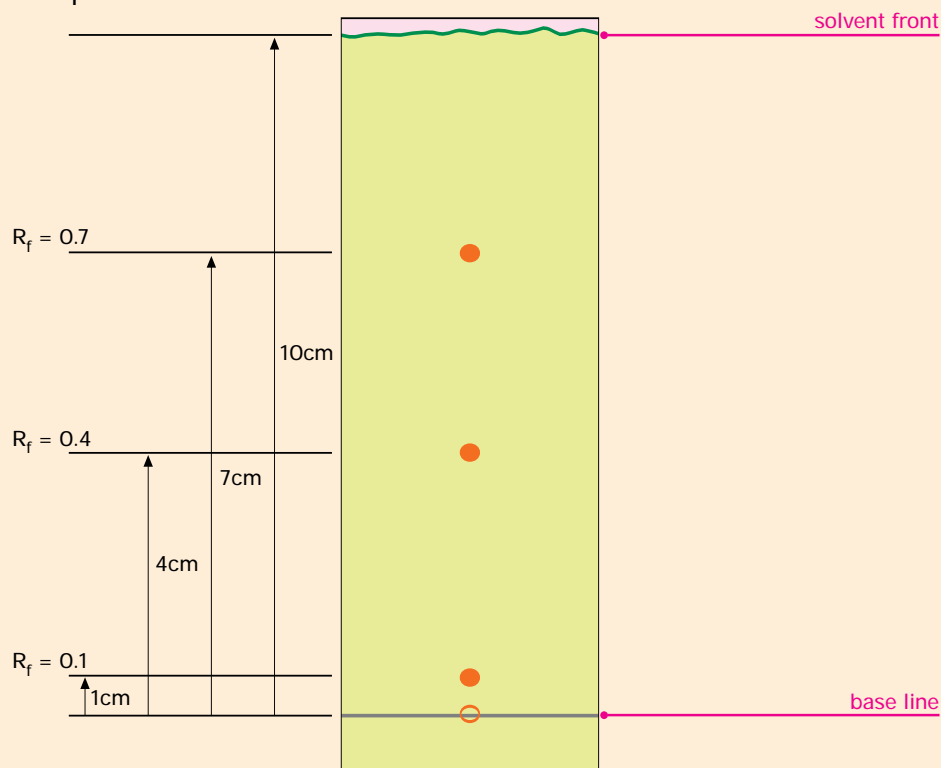 solvent front
Rf = 0.7
10cm
Rf = 0.4
7cm
4cm
Rf = 0.1
1cm
base line